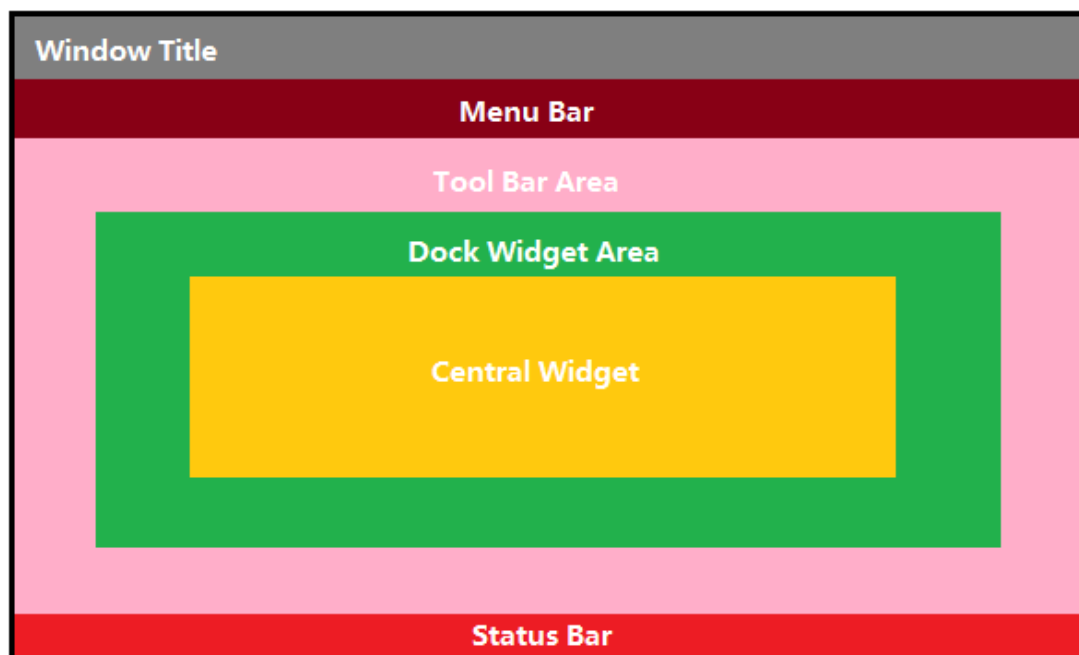 Window Title
Menu Bar
Tool Bar Area
Dock Widget Area
Central Widget
Status Bar